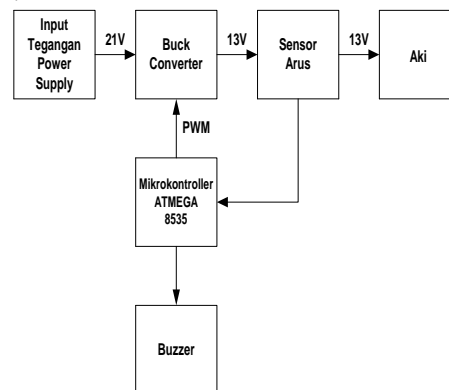 Input
Tegangan
Power
Supply
21V
Buck
Converter
13V
Sensor
Arus
13V
Aki
PWM
Mikrokontroller
ATMEGA
8535
Buzzer